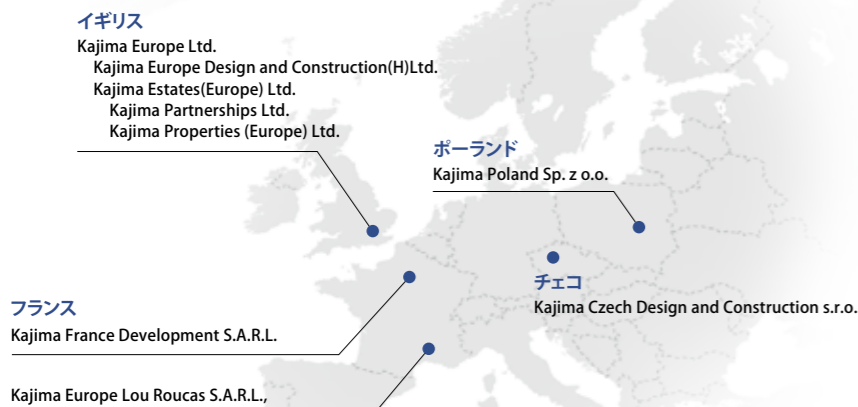 イギリス
Kajima Europe Ltd.
Kajima Europe Design and Construction(H)Ltd.
Kajima Estates(Europe) Ltd.
Kajima Partnerships Ltd.
Kajima Properties (Europe) Ltd.
ポーランド
Kajima Poland Sp. z o.o.
チェコ
Kajima Czech Design and Construction s.r.o.
フランス
Kajima France Development S.A.R.L.
Kajima Europe Lou Roucas S.A.R.L.,